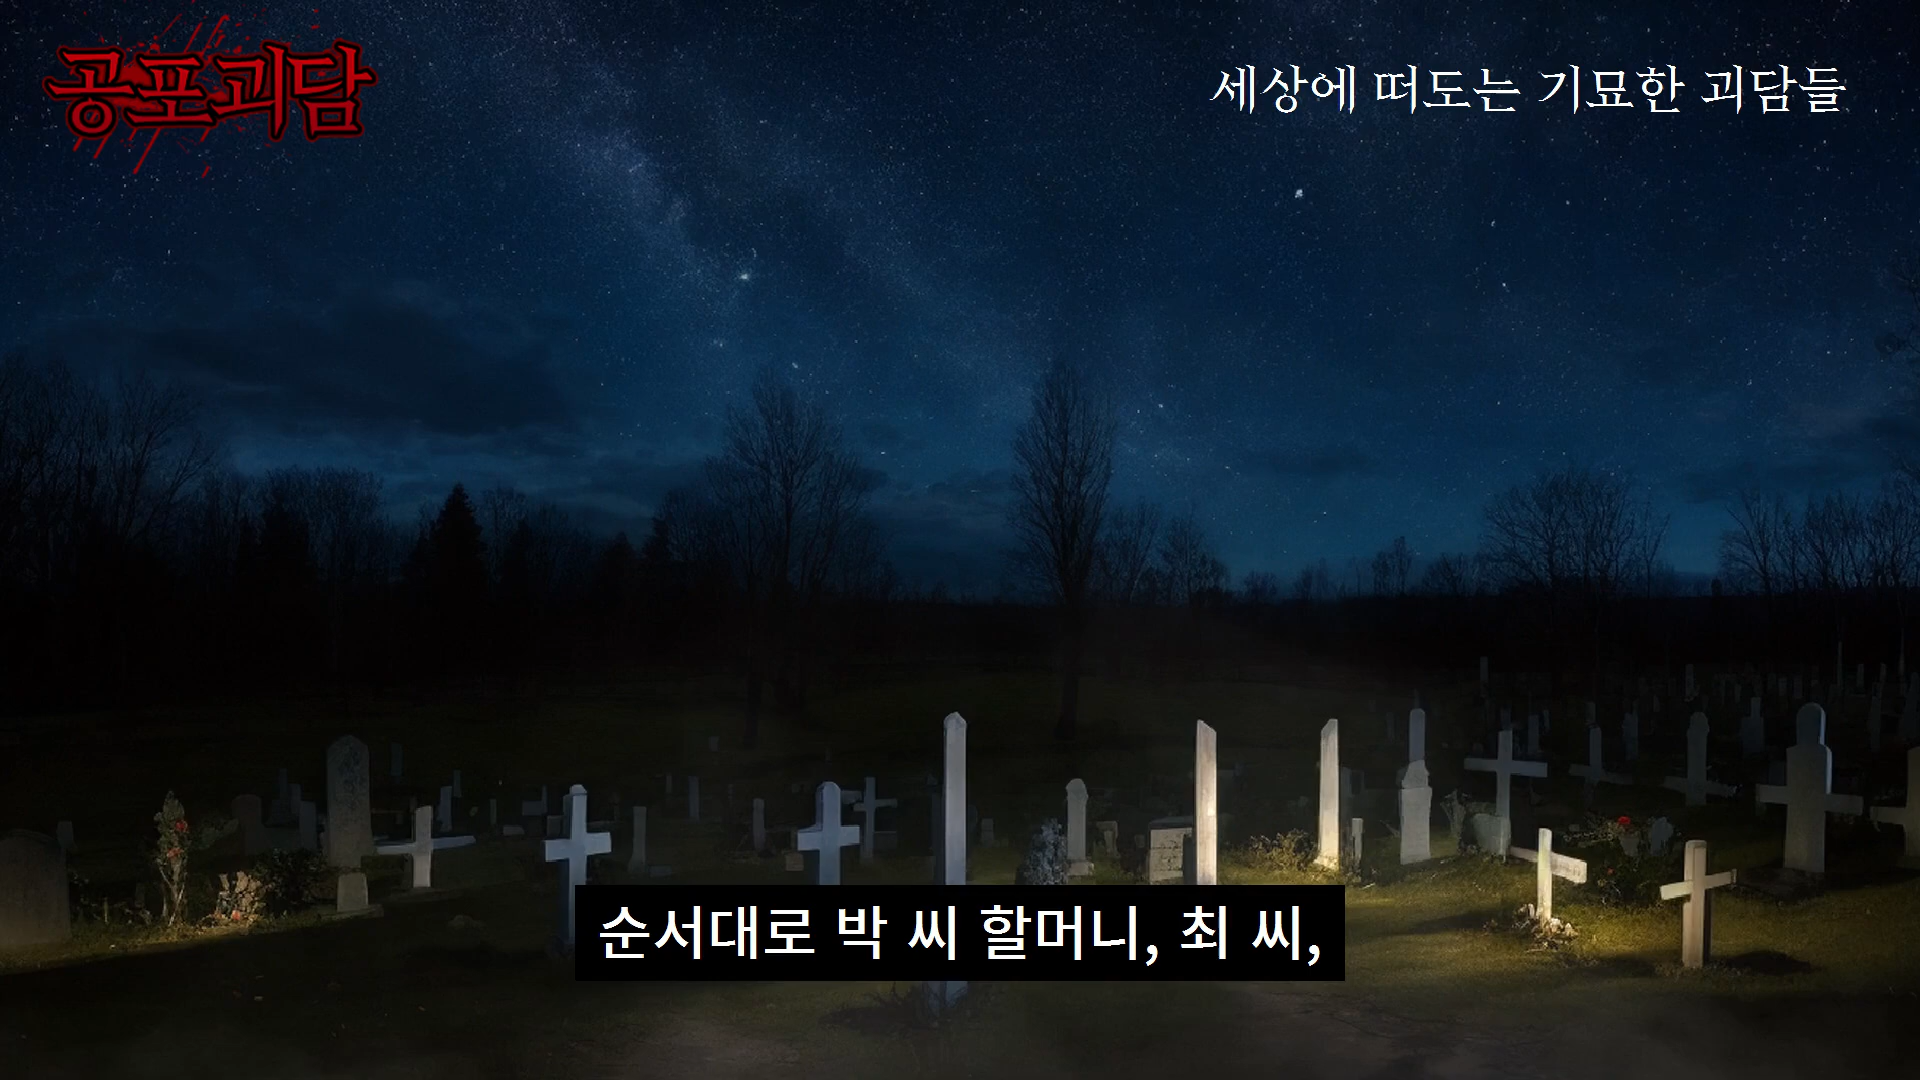 공포괴담
세상에 떠도는 기묘한 괴담들
순서대로 박 씨 할머니, 최 씨,